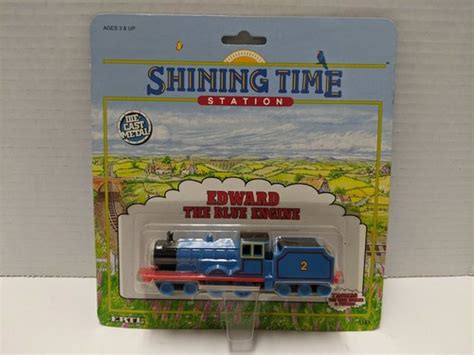 AGES 3 & UP
SHINING TIME
STATION
DIE
CAST
METAL
EDWARD
THE BLUE ENGINE
2
ERTL